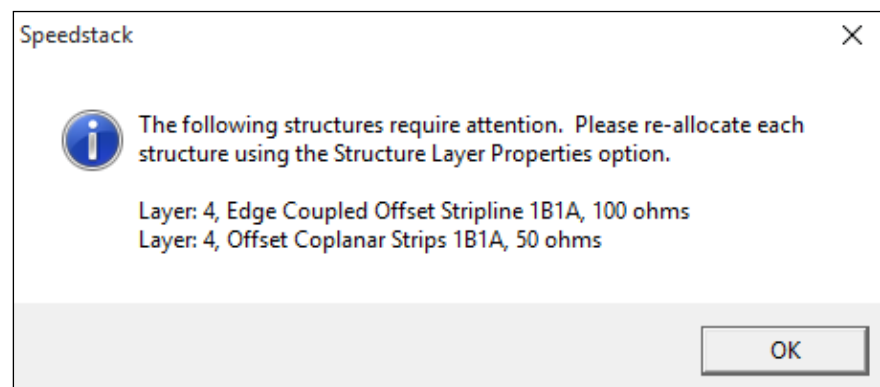 Speedstack
The following structures require attention.  Please re-allocate each
structure using the Structure Layer Properties option.
Layer: 4, Edge Coupled Offset Stripline 1B1A, 100 ohms
Layer: 4, Offset Coplanar Strips 1B1A, 50 ohms
OK